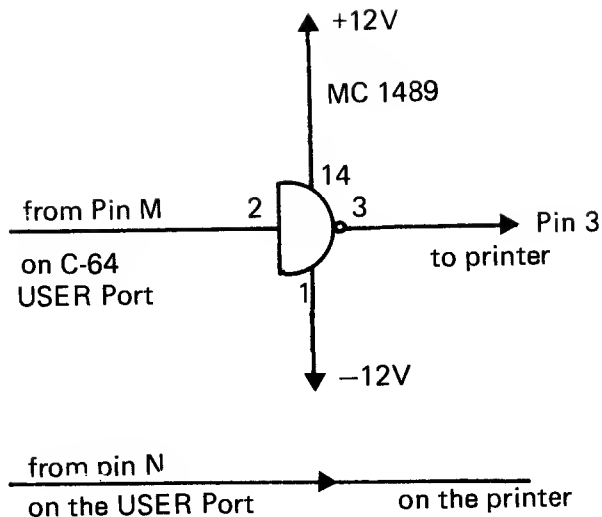 +12V
MC 1489
14
from Pin M
2
3
Pin 3
on C-64
to printer
USER Port
1
−12V
from pin N
on the USER Port
on the printer